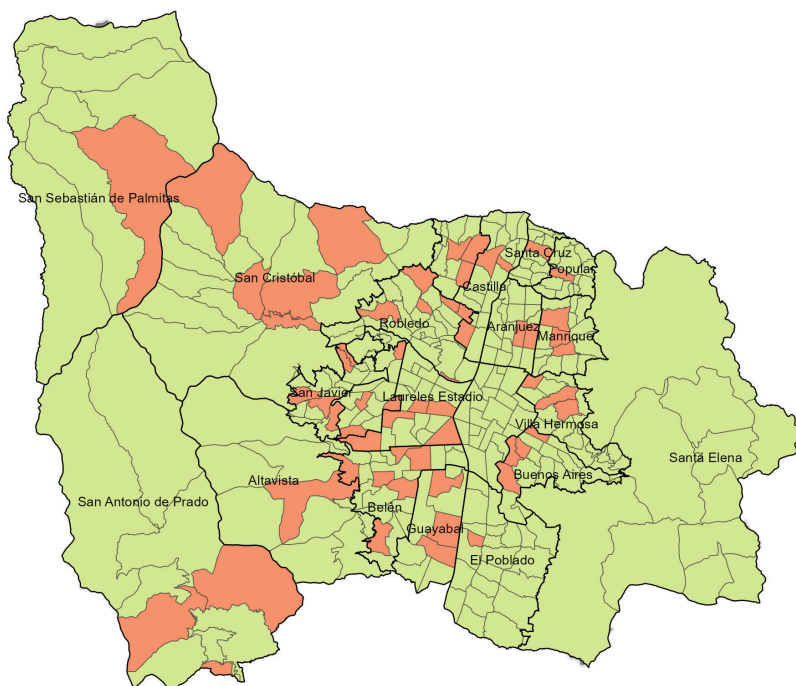 San Sebastián de Palmitas
Santa Cruz
Popular
San Cristóbal
Castilla
Robledo
Aranjuez
Manrique
San Javier
Laureles Estadio
Villa Hermosa
Santa Elena
Buenos Aires
Altavista
San Antonio de Prado
Belén
Guayabal
El Poblado